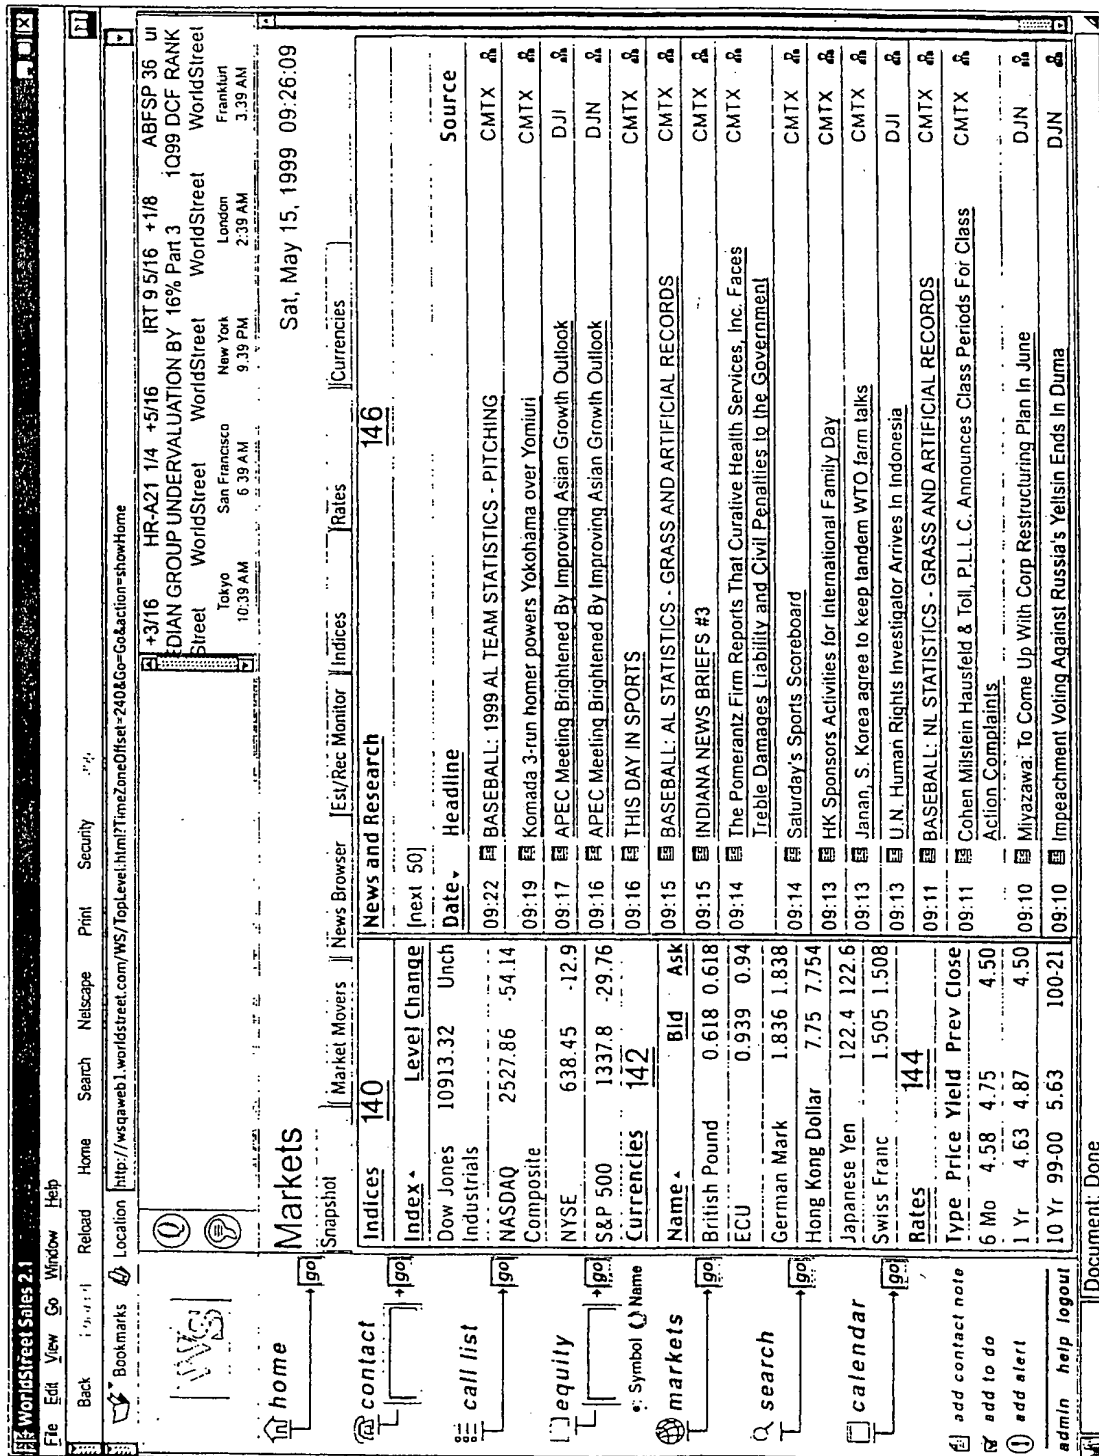 WorldStreet Sales 2.1
File Edit View Go Window Help
Back Reload Home Search Netscape Print Security
Bookmarks Location http://wsqaweb1.worldstreet.com/WS/TopLevel.html?TimeZoneOffset=240&Go=Go&action=showHome
WS
+3/16 HR-A21 1/4 +5/16 IRT 9 5/16 +1/8 ABFSP 36 
EDIAN GROUP UNDERVALUATION BY 16% Part 3 1Q99 DCF RANK
Street WorldStreet WorldStreet WorldStreet WorldStreet WorldStreet
Tokyo San Francisco New York London Frankfurt
10:39 AM 6 39 AM 9.39 PM 2:39 AM 3.39 AM
home
go
contact
go
call list
go
equity
go
Symbol Name
markets
go
search
go
calendar
go
add contact note
add to do
add alert
admin help logout
Markets
Sat, May 15, 1999 09:26:09
Snapshot Market Movers News Browser Est/Rec Monitor Indices Rates Currencies
Indices 140
Index Level Change
Dow Jones 10913.32 Unch
Industrials
NASDAQ 2527.86 -54.14
Composite
NYSE 638.45 -12.9
S&P 500 1337.8 -29.76
Currencies 142
Name Bid Ask
British Pound 0.618 0.618
ECU 0.939 0.94
German Mark 1.836 1.838
Hong Kong Dollar 7.75 7.754
Japanese Yen 122.4 122.6
Swiss Franc 1.505 1.508
Rates 144
Type Price Yield Prev Close
6 Mo 4.58 4.75 4.50
1 Yr 4.63 4.87 4.50
10 Yr 99-00 5.63 100-21
News and Research 146
[next 50]
Date Headline Source
09:22 BASEBALL: 1999 AL TEAM STATISTICS - PITCHING CMTX
09:19 Komada 3-run homer powers Yokohama over Yomiuri CMTX
09:17 APEC Meeting Brightened By Improving Asian Growth Outlook DJI
09:16 APEC Meeting Brightened By Improving Asian Growth Outlook DJN
09:16 THIS DAY IN SPORTS CMTX
09:15 BASEBALL: AL STATISTICS - GRASS AND ARTIFICIAL RECORDS CMTX
09:15 INDIANA NEWS BRIEFS #3 CMTX
09:14 The Pomerantz Firm Reports That Curative Health Services, Inc. Faces CMTX
Treble Damages Liability and Civil Penalties to the Government
09:14 Saturday's Sports Scoreboard CMTX
09:13 HK Sponsors Activities for International Family Day CMTX
09:13 Janan, S. Korea agree to keep tandem WTO farm talks CMTX
09:13 U.N. Human Rights Investigator Arrives In Indonesia DJI
09:11 BASEBALL: NL STATISTICS - GRASS AND ARTIFICIAL RECORDS CMTX
09:11 Cohen Milstein Hausfeld & Toll, P.L.L.C. Announces Class Periods For Class CMTX
Action Complaints
09:10 Miyazawa: To Come Up With Corp Restructuring Plan In June DJN
09:10 Impeachment Voting Against Russia's Yeltsin Ends In Duma DJN
Document: Done